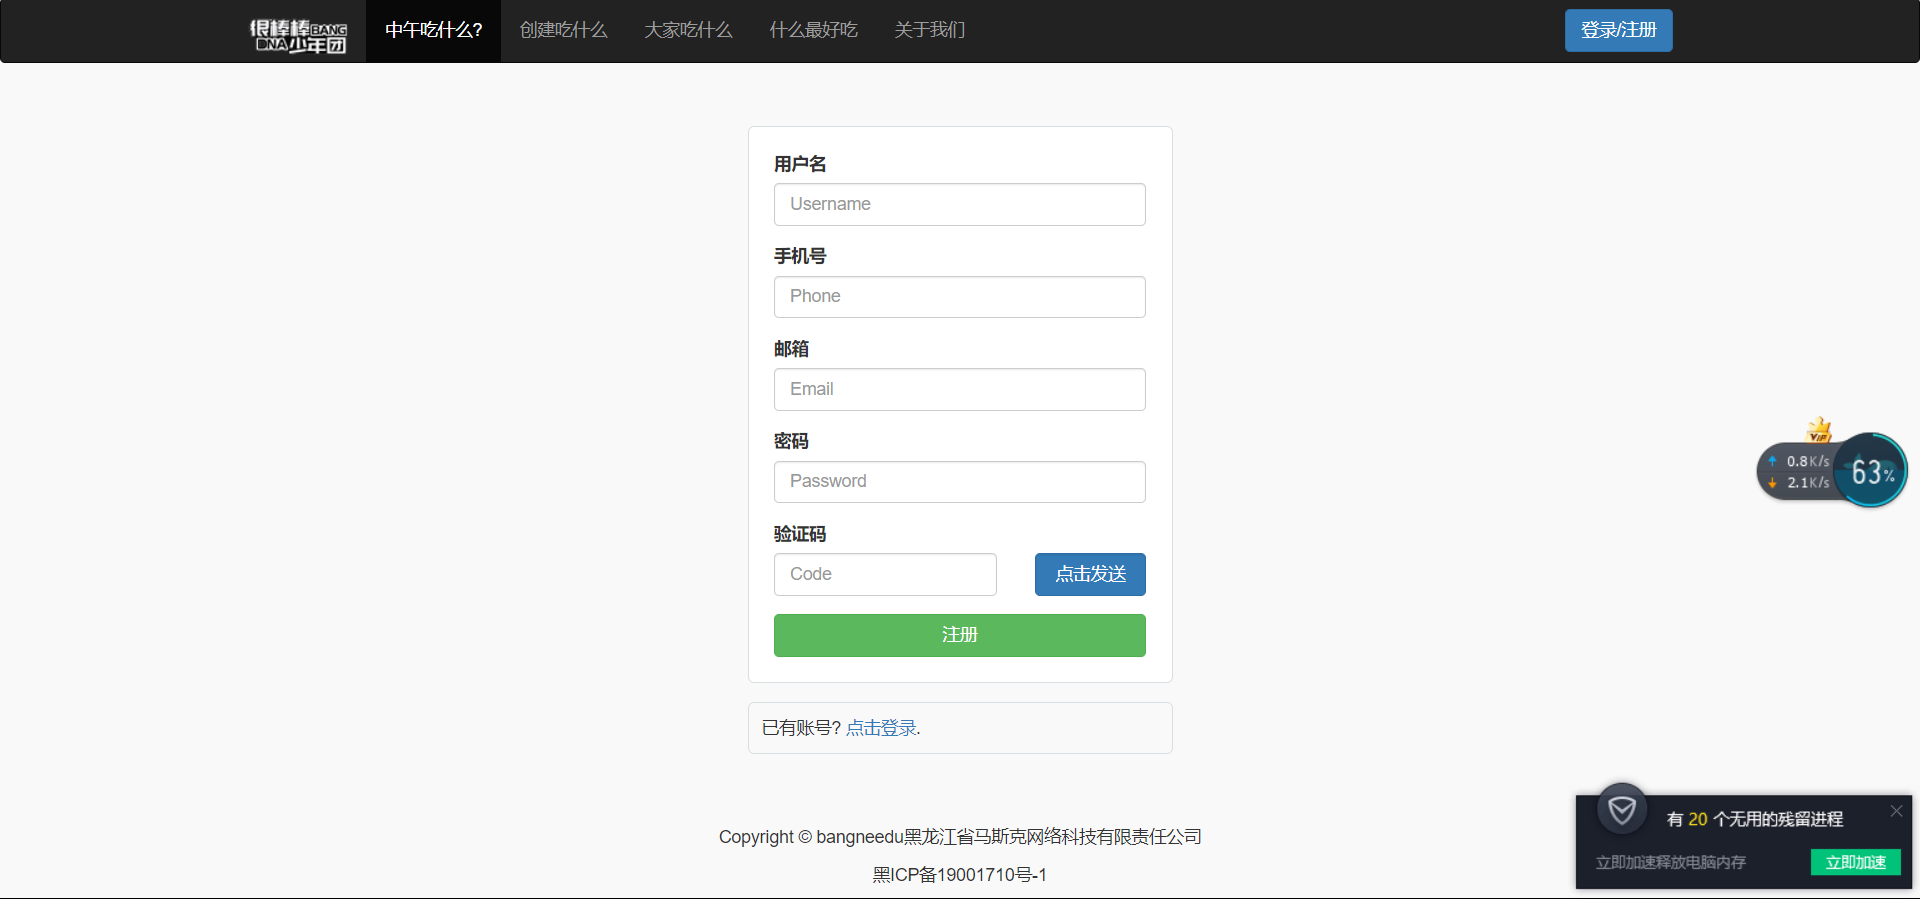 很棒棒BANG
DNA少年团
中午吃什么?
创建吃什么
大家吃什么
什么最好吃
关于我们
登录/注册
用户名
Username
手机号
Phone
邮箱
Email
密码
Password
验证码
Code
点击发送
注册
已有账号? 点击登录.
VIP
0.8K/s
2.1K/s
63%
有 20 个无用的残留进程
立即加速释放电脑内存
立即加速
Copyright © bangneedu黑龙江省马斯克网络科技有限责任公司
黑ICP备19001710号-1